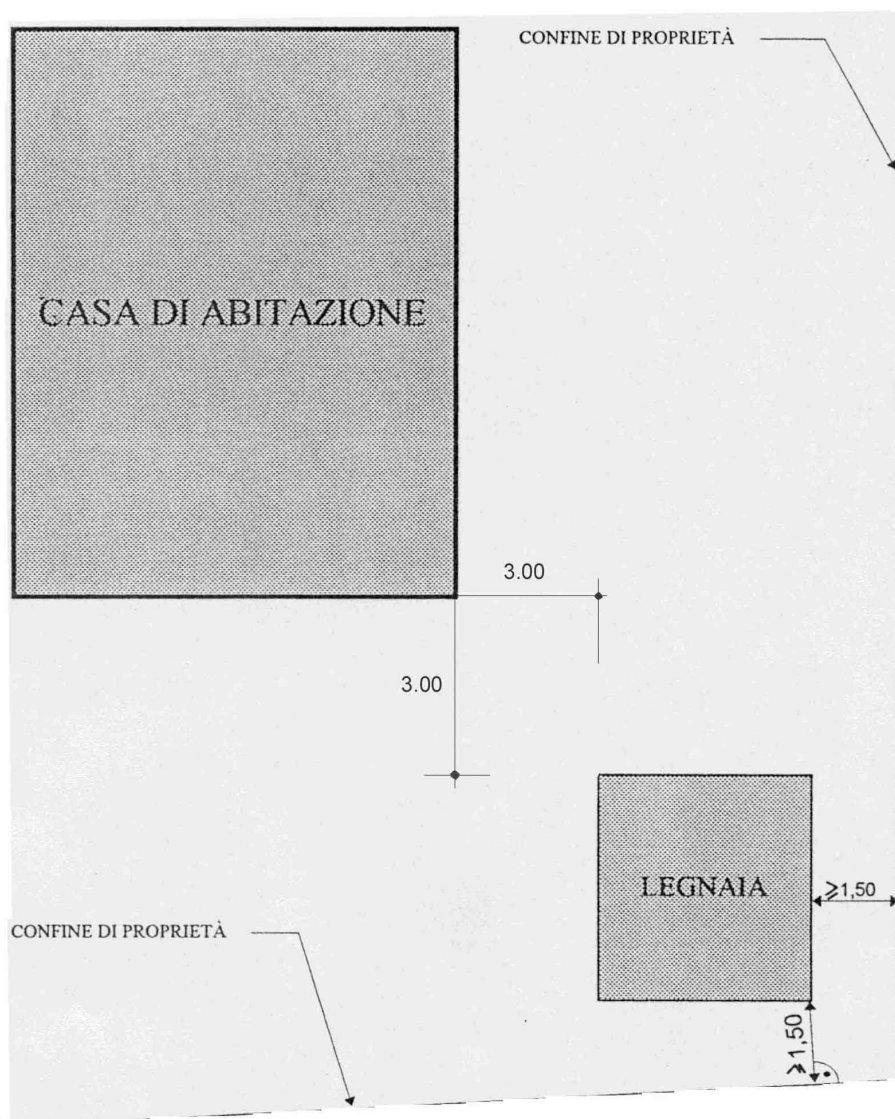 CONFINE DI PROPRIETÀ
CASA DI ABITAZIONE
3.00
3.00
LEGNAIA
⩾1,50
CONFINE DI PROPRIETÀ
⩾1,50